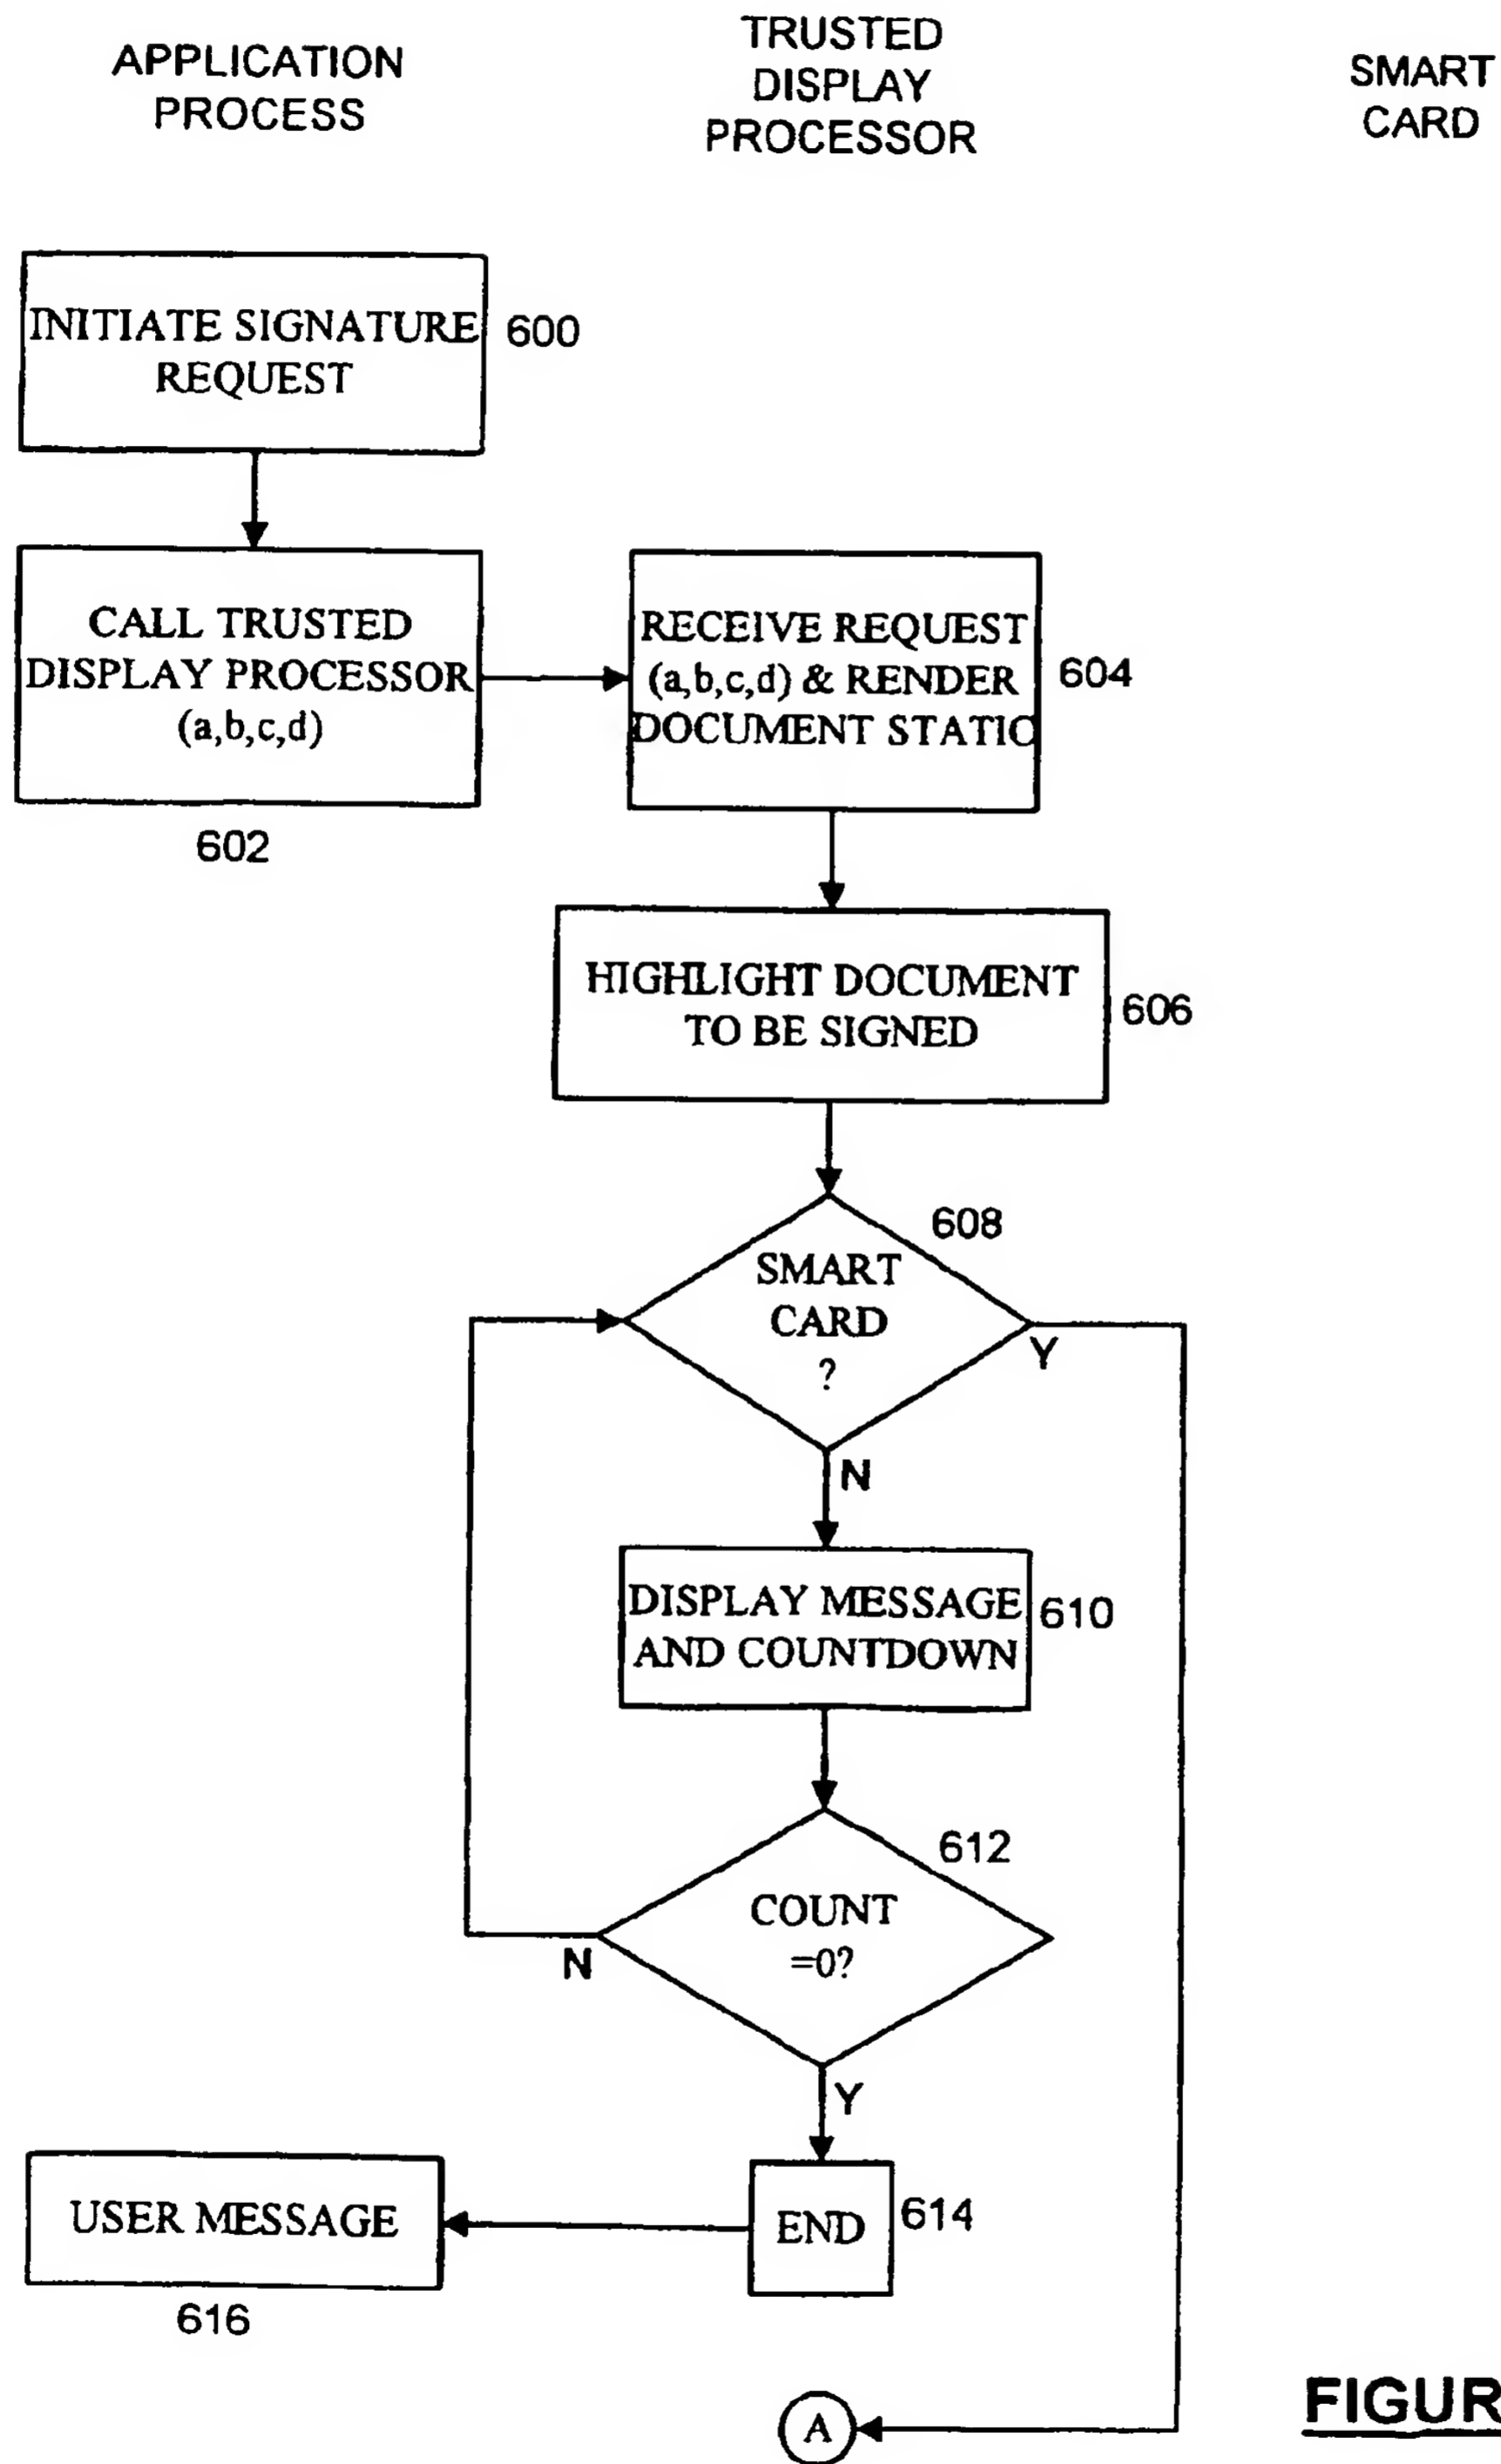 APPLICATION
PROCESS
TRUSTED
DISPLAY
PROCESSOR
SMART
CARD
INITIATE SIGNATURE
REQUEST
600
CALL TRUSTED
DISPLAY PROCESSOR
(a,b,c,d)
602
RECEIVE REQUEST
(a,b,c,d) & RENDER
DOCUMENT STATIC
604
HIGHLIGHT DOCUMENT
TO BE SIGNED
606
608
SMART
CARD
?
Y
N
DISPLAY MESSAGE
AND COUNTDOWN
610
612
COUNT
=0?
N
Y
END
614
USER MESSAGE
616
A
FIGUR